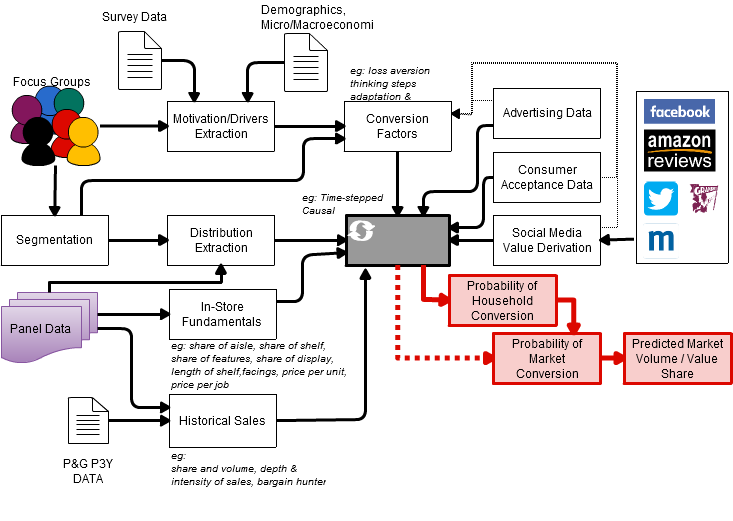 Survey Data
Demographics,
Micro/Macroeconomi
Focus Groups
eg: loss aversion
thinking steps
adaptation &
Motivation/Drivers
Extraction
Conversion
Factors
Advertising Data
facebook
amazon
reviews
Consumer
Acceptance Data
eg: Time-stepped
Causal
Segmentation
Distribution
Extraction
Social Media
Value Derivation
m
Panel Data
In-Store
Fundamentals
Probability of
Household
Conversion
Probability of
Market
Conversion
Predicted Market
Volume / Value
Share
eg: share of aisle, share of shelf,
share of features, share of display,
length of shelf,facings, price per unit,
price per job
Historical Sales
P&G P3Y
DATA
eg:
share and volume, depth &
intensity of sales, bargain hunter